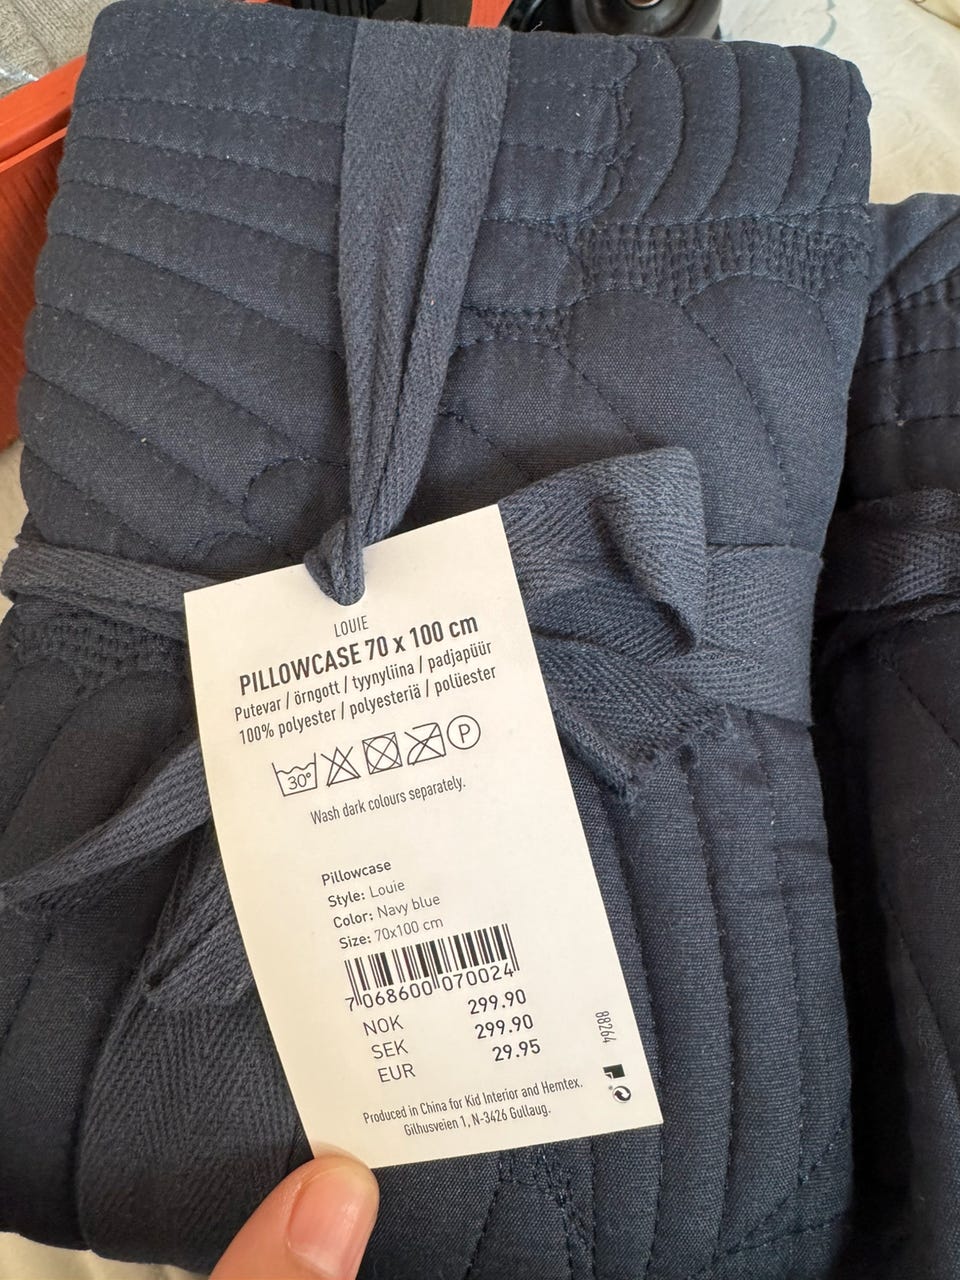 LOUIE
PILLOWCASE 70 x 100 cm
Putevar / örngott / tyynyliina / padjapüür
100% polyester / polyesteriä / polüester
30° P
Wash dark colours separately.
Pillowcase
Style: Louie
Color: Navy blue
Size: 70x100 cm
7 068600 070024
NOK 299.90
SEK 299.90
EUR 29.95
88264
Produced in China for Kid Interior and Hemtex.
Gilhusveien 1, N-3426 Gullaug.